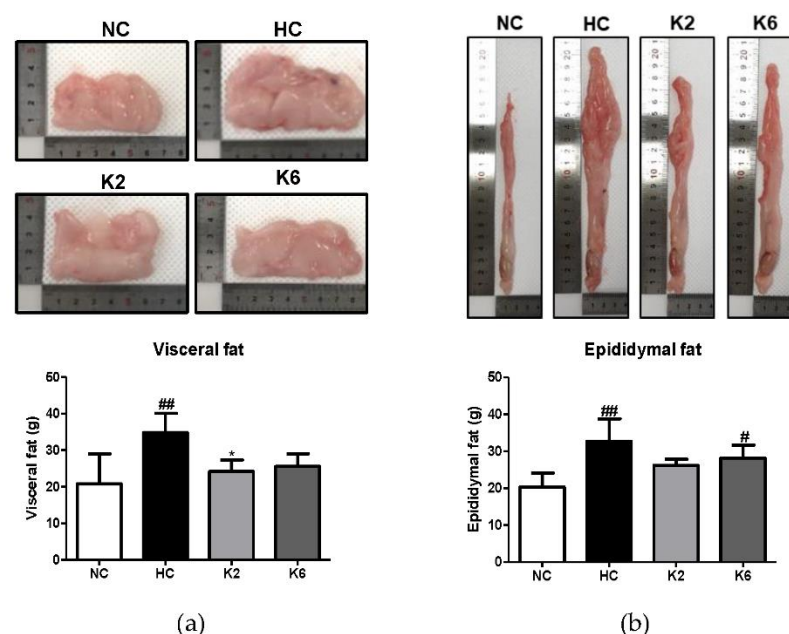 NC
HC
K2
K6
NC
HC
K2
K6
Visceral fat
Visceral fat (g)
50
40
30
20
10
0
##
*
NC
HC
K2
K6
(a)
Epididymal fat
Epididymal fat (g)
50
40
30
20
10
0
##
#
NC
HC
K2
K6
(b)